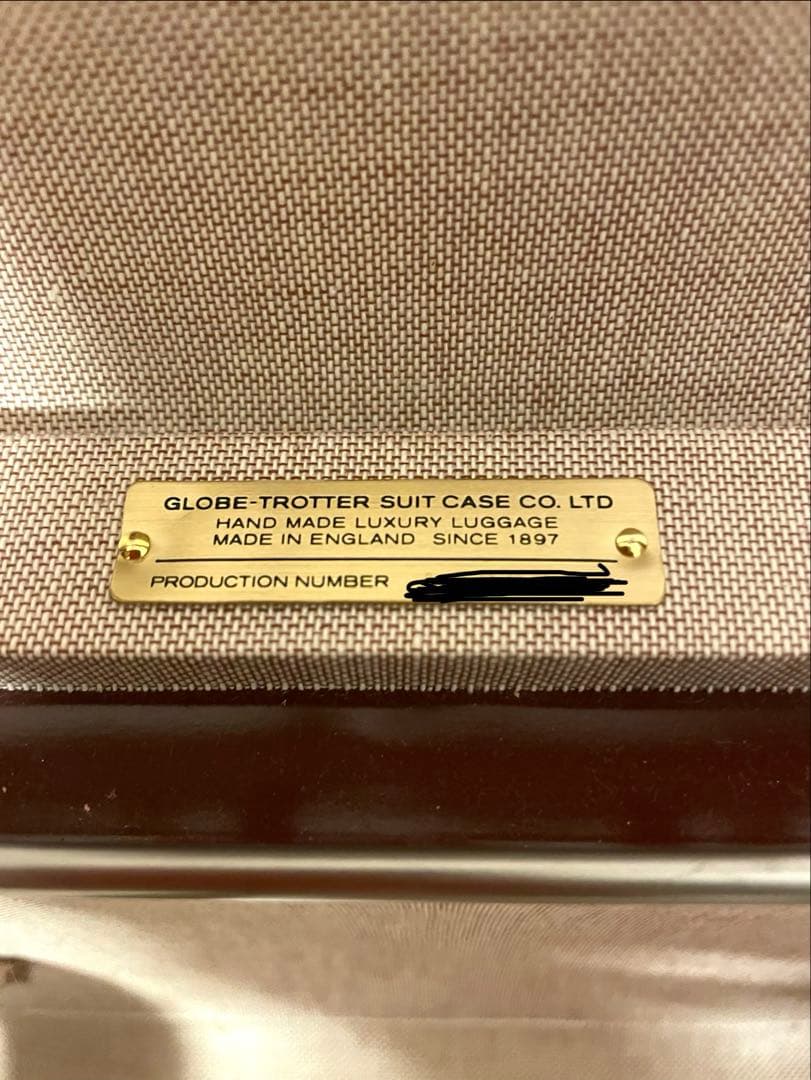 GLOBE-TROTTER SUIT CASE CO. LTD
HAND MADE LUXURY LUGGAGE
MADE IN ENGLAND SINCE 1897
PRODUCTION NUMBER